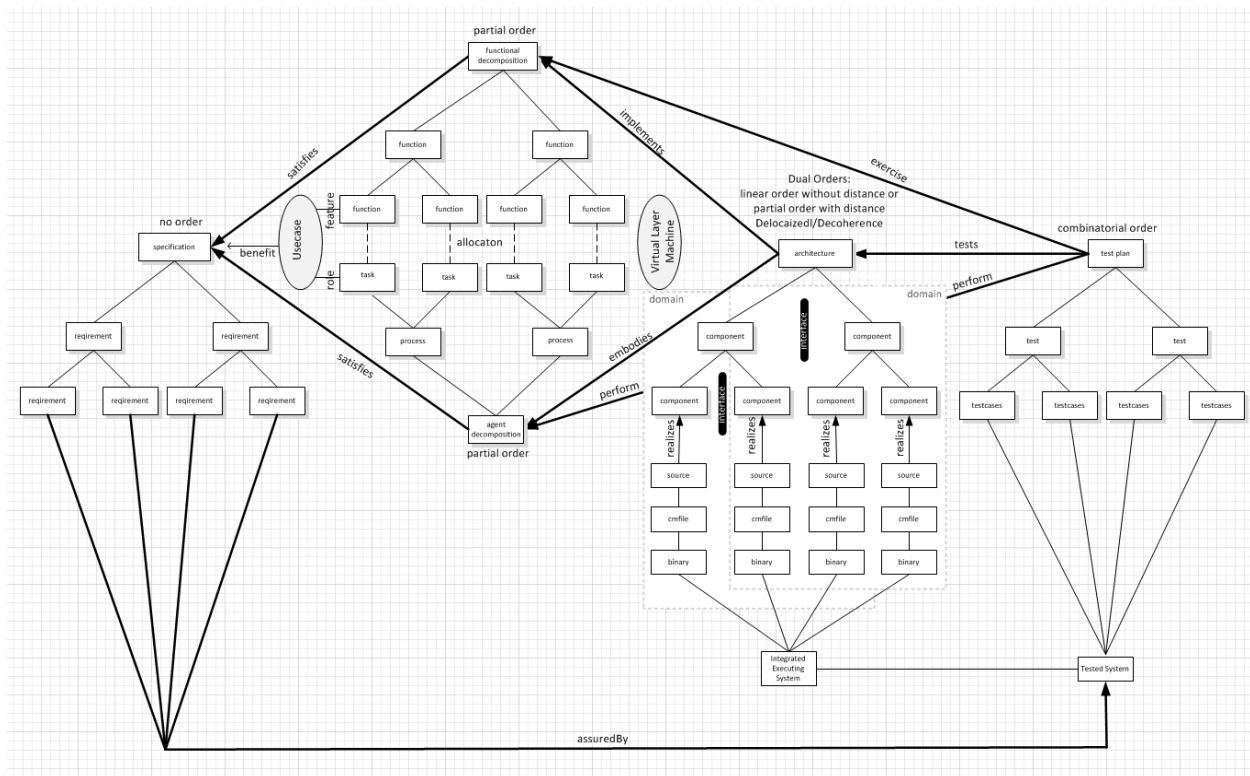 partial order
functional
decomposition
implements
satisfies
function
function
exercise
Dual Orders:
linear order without distance or
partial order with distance
Delocaizedl/Decoherence
feature
function
function
function
function
no order
specification
benefit
Usecase
allocaton
Virtual Layer
Machine
combinatorial order
architecture
tests
test plan
role
task
task
task
task
perform
domain
domain
interface
reqirement
reqirement
process
process
component
component
test
test
embodies
satisfies
perform
interface
reqirement
reqirement
reqirement
reqirement
component
component
component
component
testcases
testcases
testcases
testcases
agent
decomposition
partial order
realizes
realizes
realizes
realizes
source
source
source
source
cmfile
cmfile
cmfile
cmfile
binary
binary
binary
binary
Integrated
Executing
System
Tested System
assuredBy